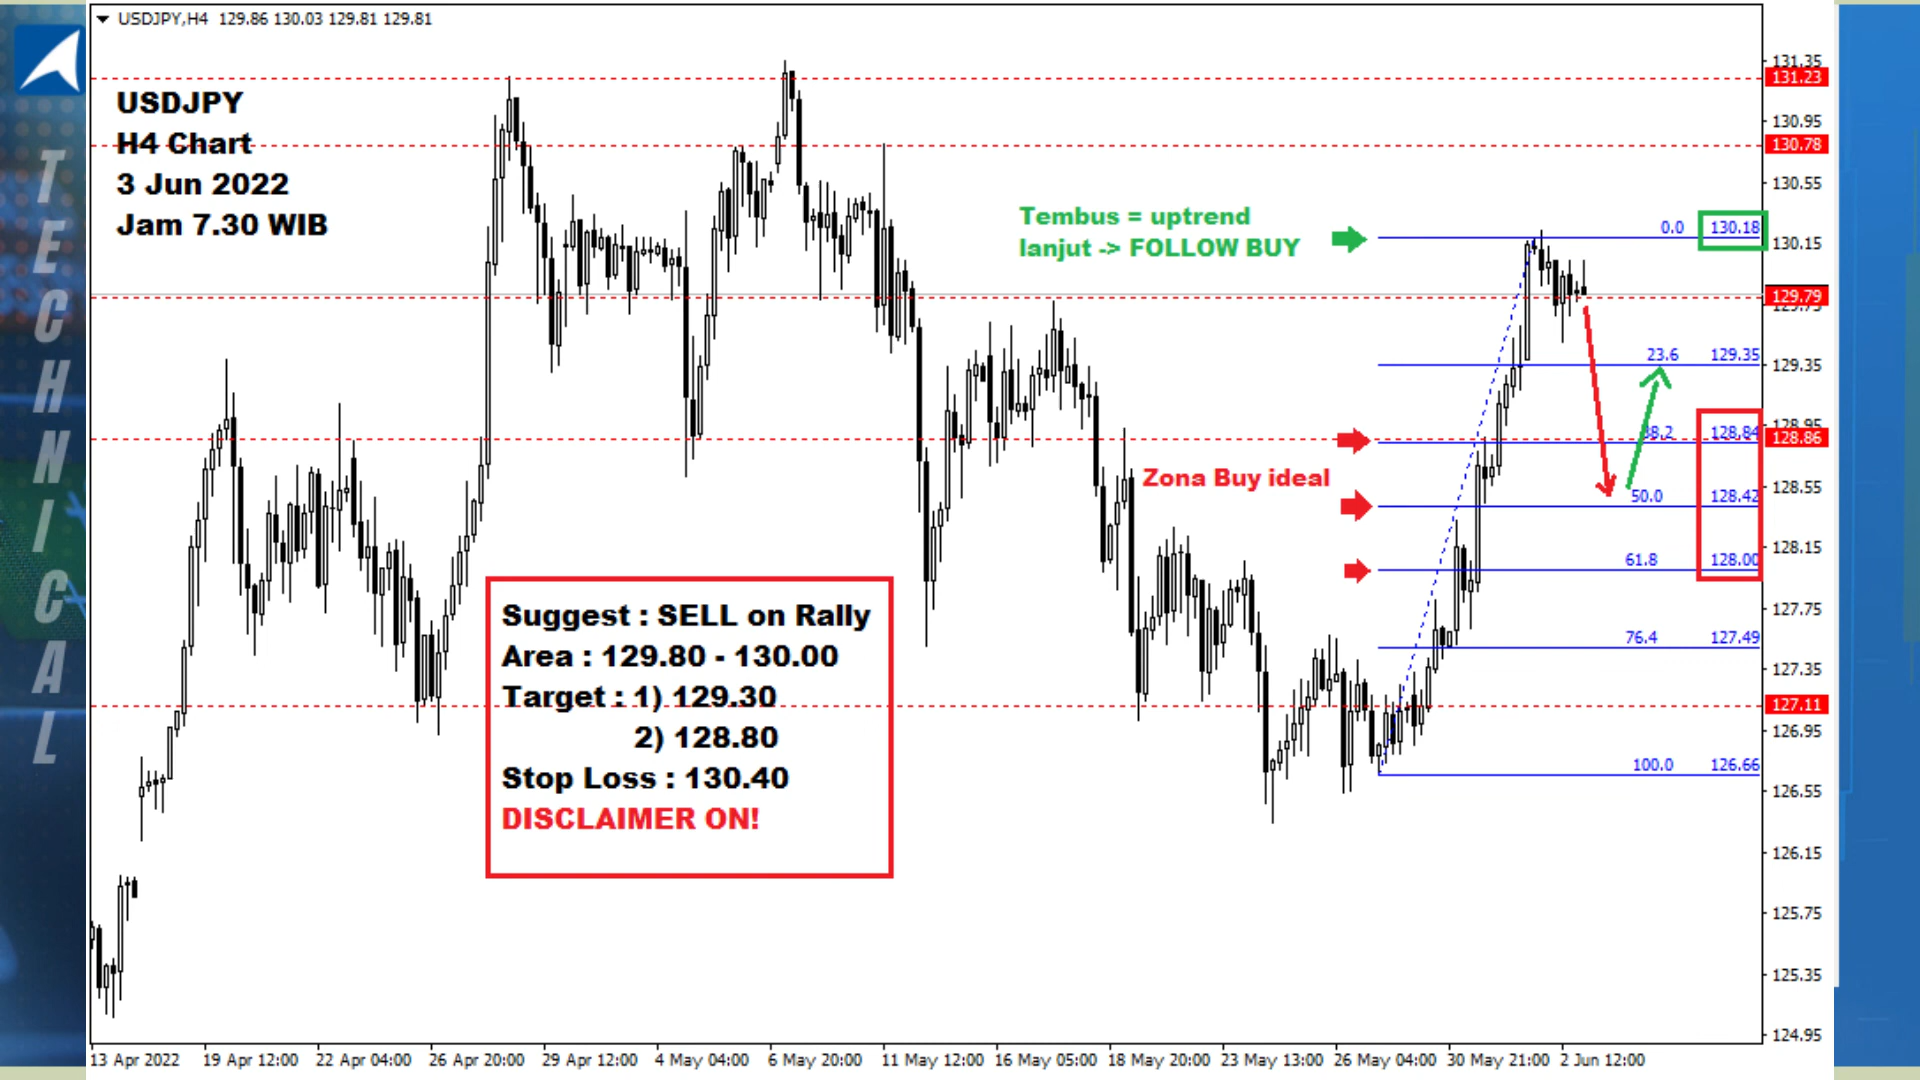 USDJPY,H4 129.86 130.03 129.81 129.81
TECHNICAL
USDJPY
H4 Chart
3 Jun 2022
Jam 7.30 WIB
Tembus = uptrend
lanjut -> FOLLOW BUY
Zona Buy ideal
Suggest : SELL on Rally
Area : 129.80 - 130.00
Target : 1) 129.30
2) 128.80
Stop Loss : 130.40
DISCLAIMER ON!
0.0 130.18
23.6 129.35
38.2 128.84
50.0 128.42
61.8 128.00
76.4 127.49
100.0 126.66
131.35
131.23
130.95
130.78
130.55
130.15
129.79
129.75
129.35
128.95
128.86
128.55
128.15
127.75
127.35
127.11
126.95
126.55
126.15
125.75
125.35
124.95
13 Apr 2022 19 Apr 12:00 22 Apr 04:00 26 Apr 20:00 29 Apr 12:00 4 May 04:00 6 May 20:00 11 May 12:00 16 May 05:00 18 May 20:00 23 May 13:00 26 May 04:00 30 May 21:00 2 Jun 12:00